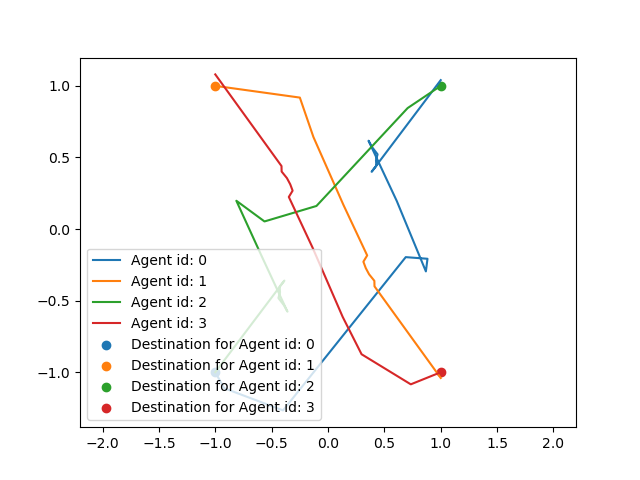 1.0
0.5
0.0
−0.5
−1.0
Agent id: 0
Agent id: 1
Agent id: 2
Agent id: 3
Destination for Agent id: 0
Destination for Agent id: 1
Destination for Agent id: 2
Destination for Agent id: 3
−2.0 −1.5 −1.0 −0.5 0.0 0.5 1.0 1.5 2.0